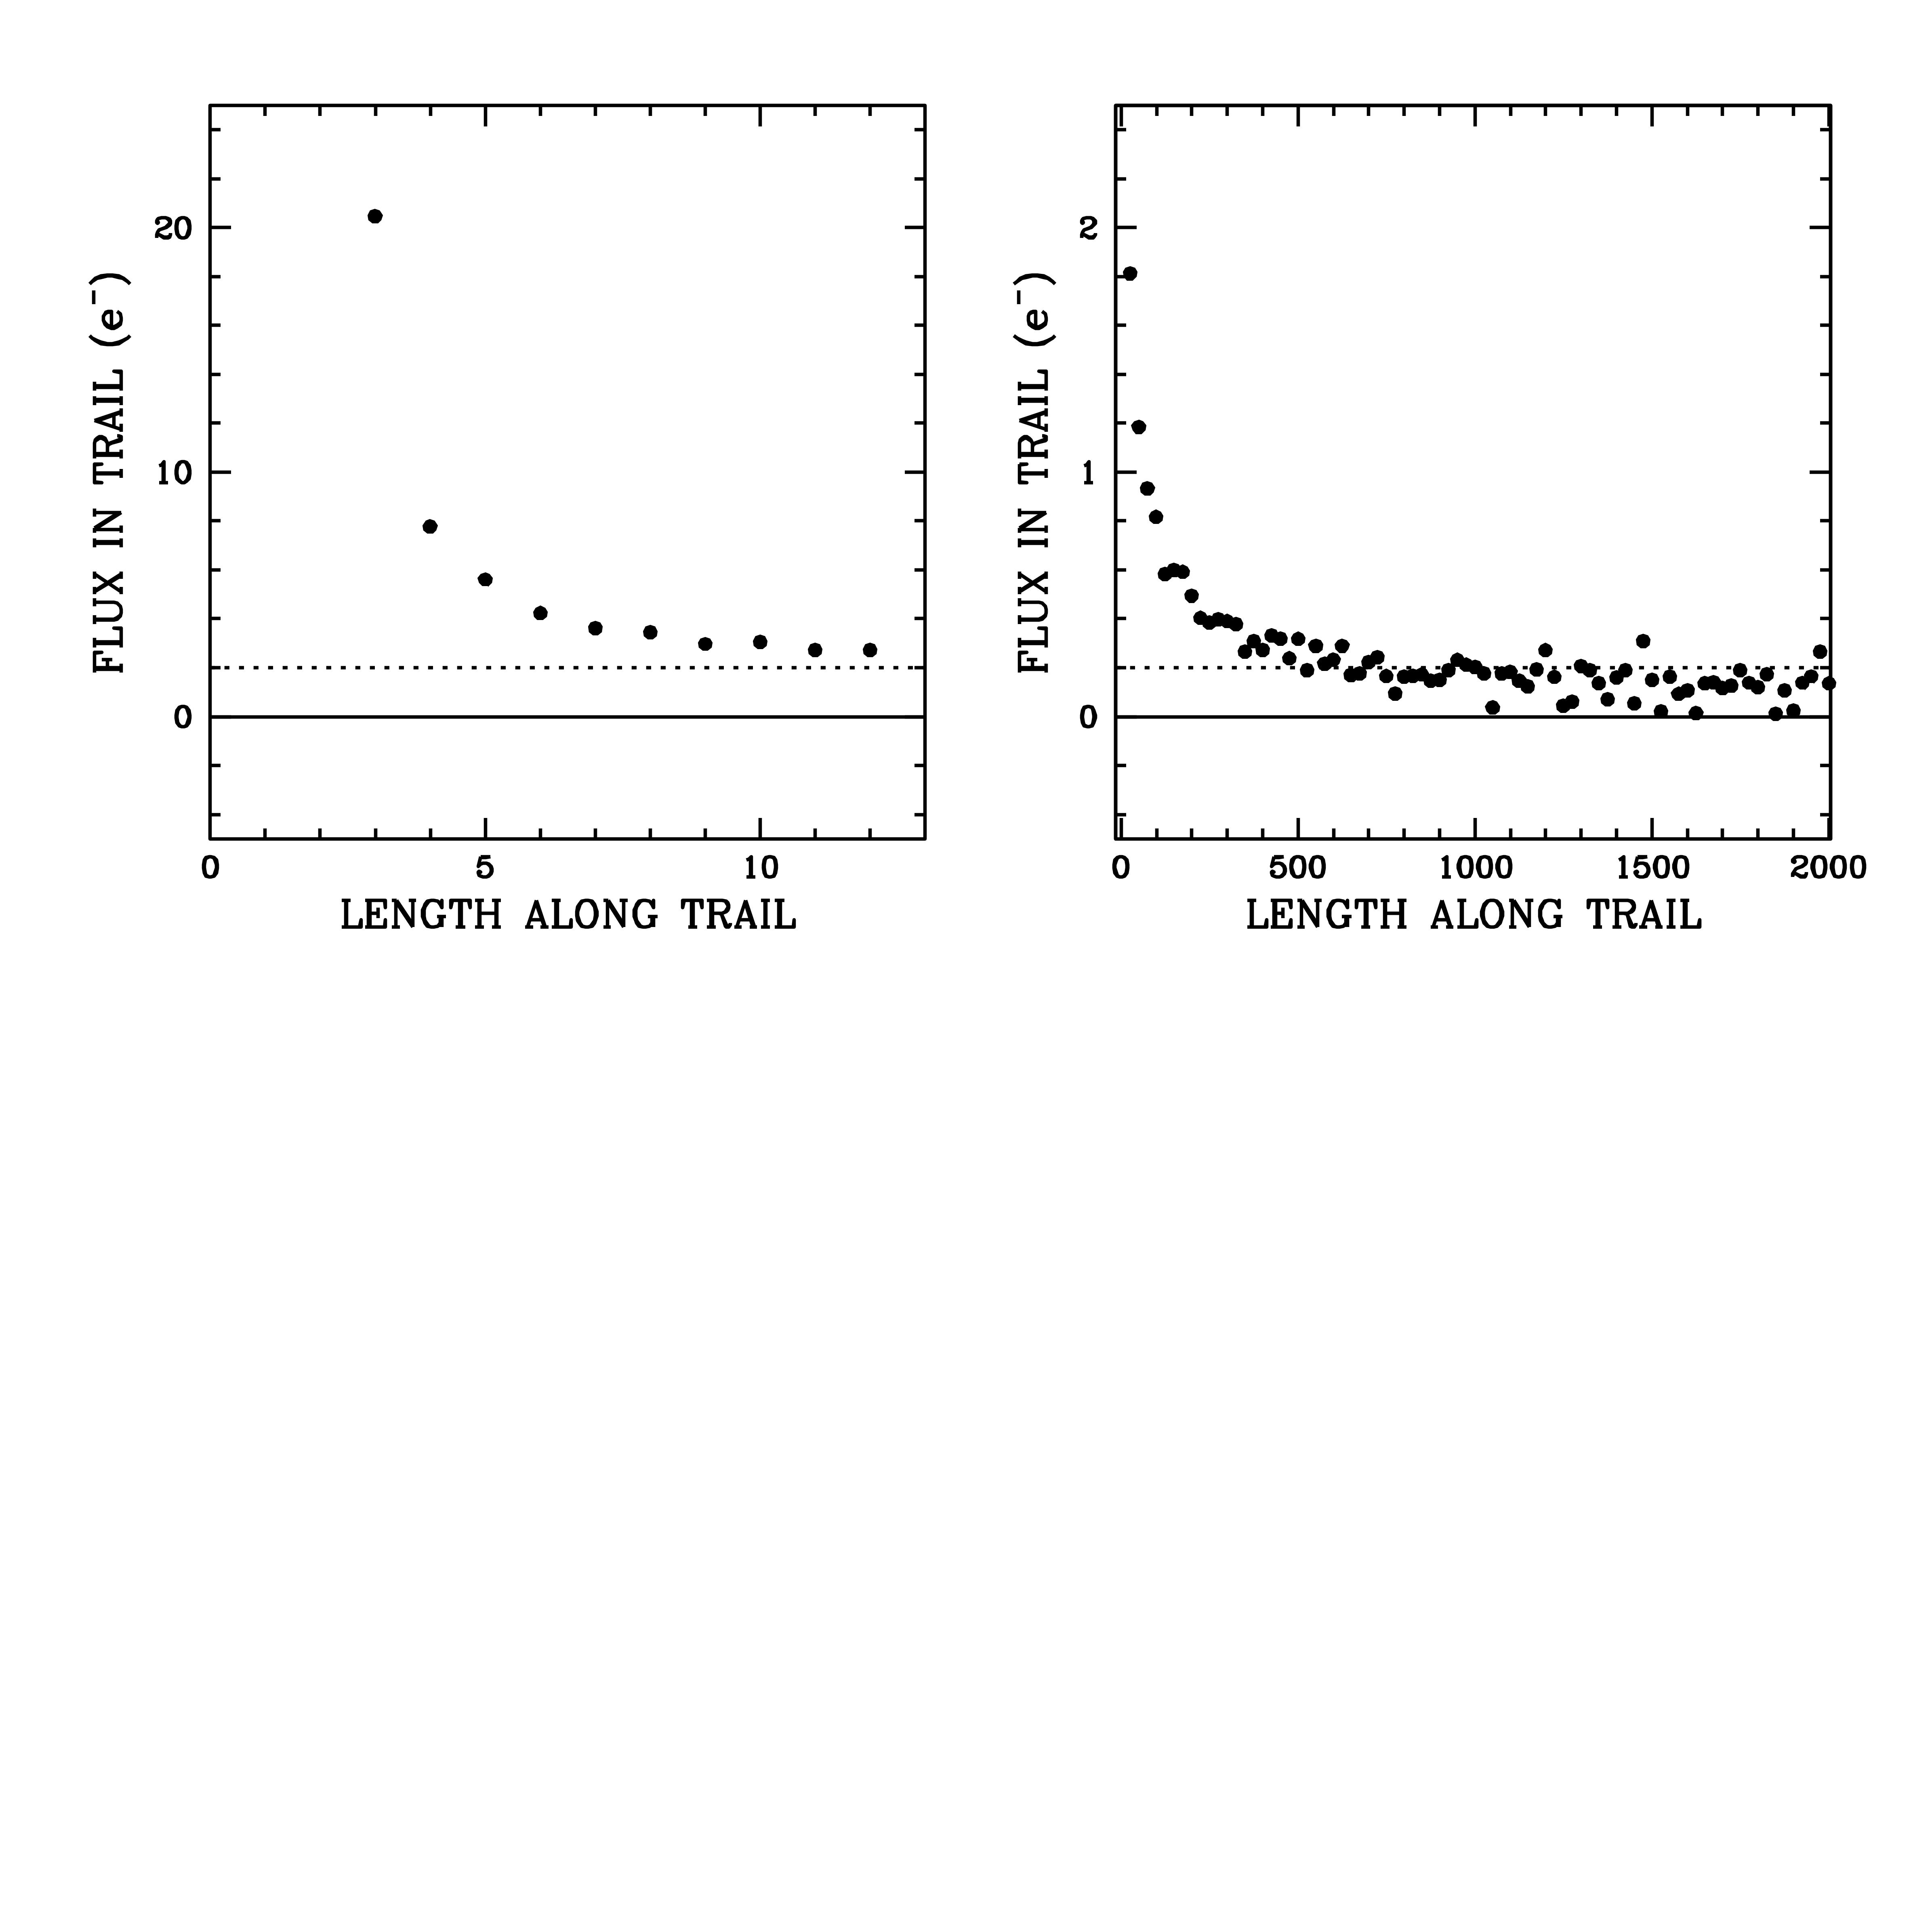 FLUX IN TRAIL (e⁻)
20
10
0
0 5 10
LENGTH ALONG TRAIL
FLUX IN TRAIL (e⁻)
2
1
0
0 500 1000 1500 2000
LENGTH ALONG TRAIL